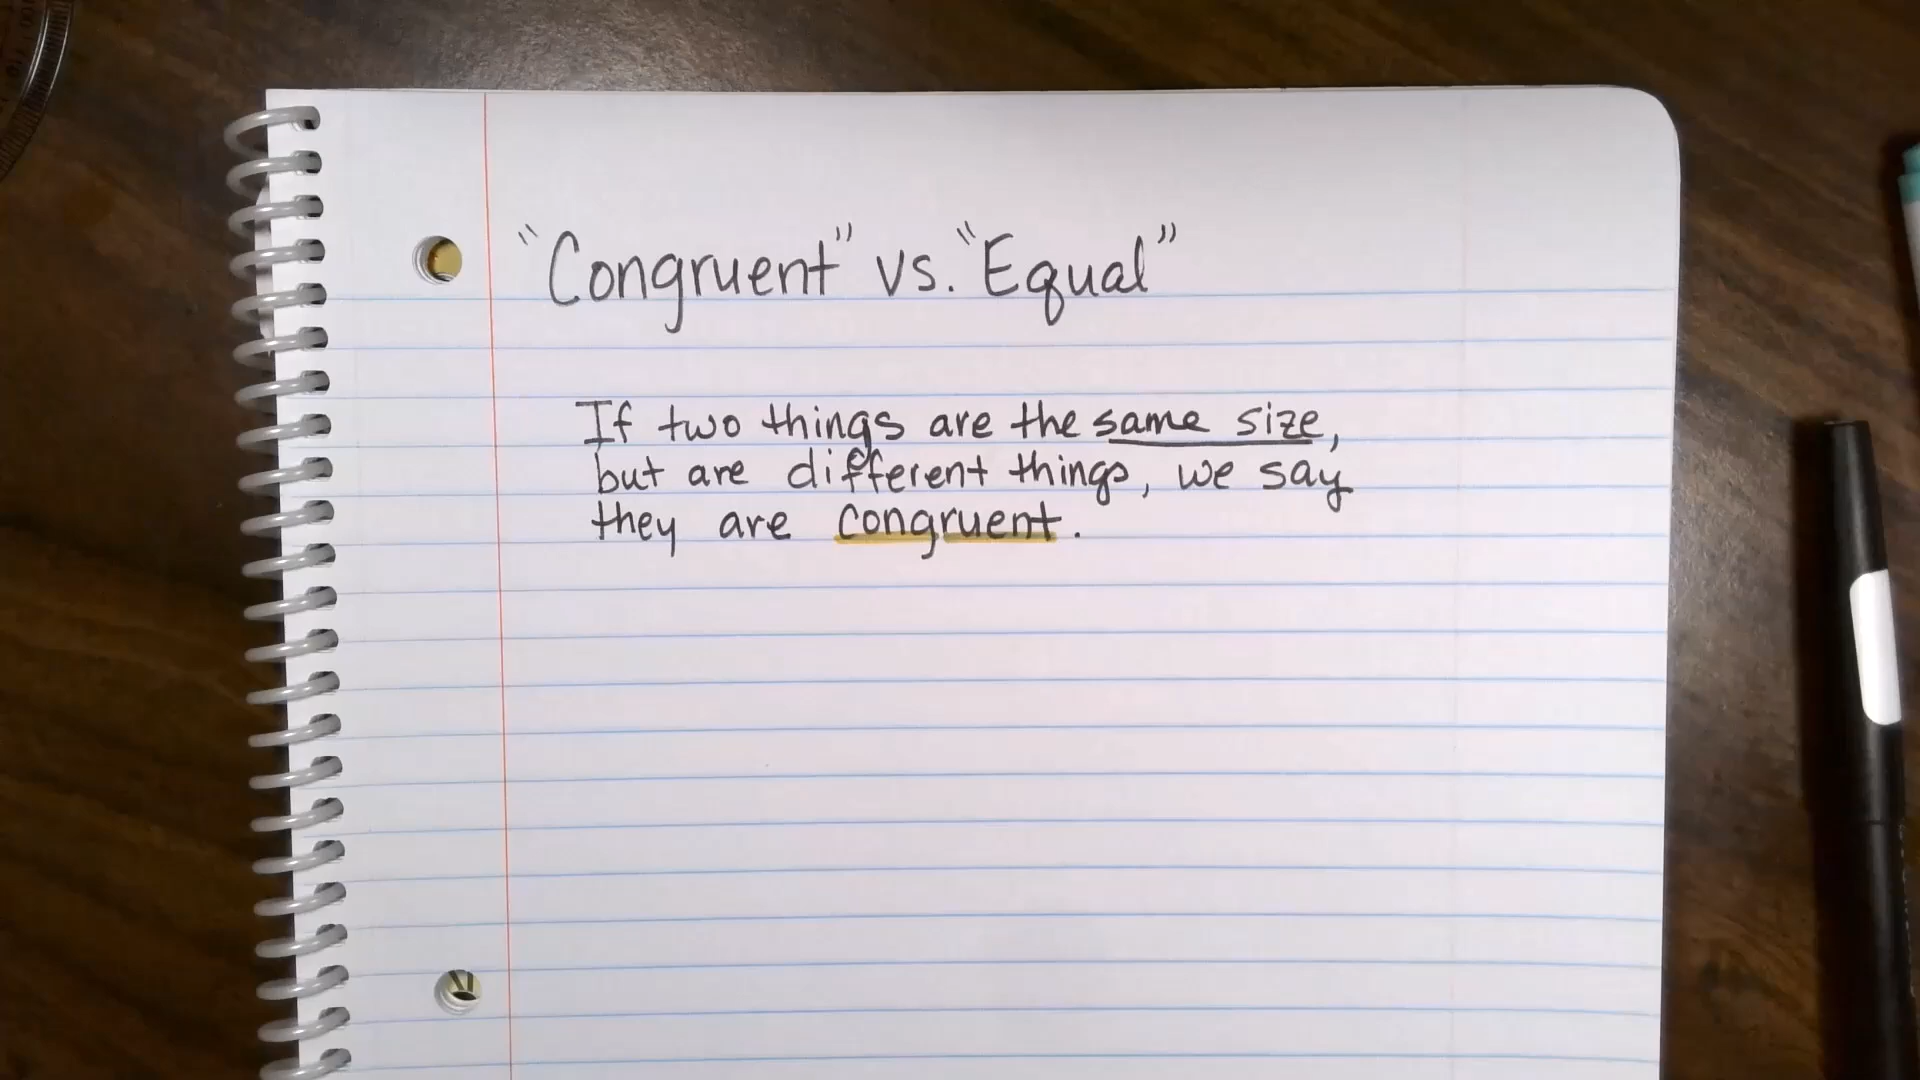 "Congruent" vs. "Equal"
If two things are the same size,
but are different things, we say
they are congruent.